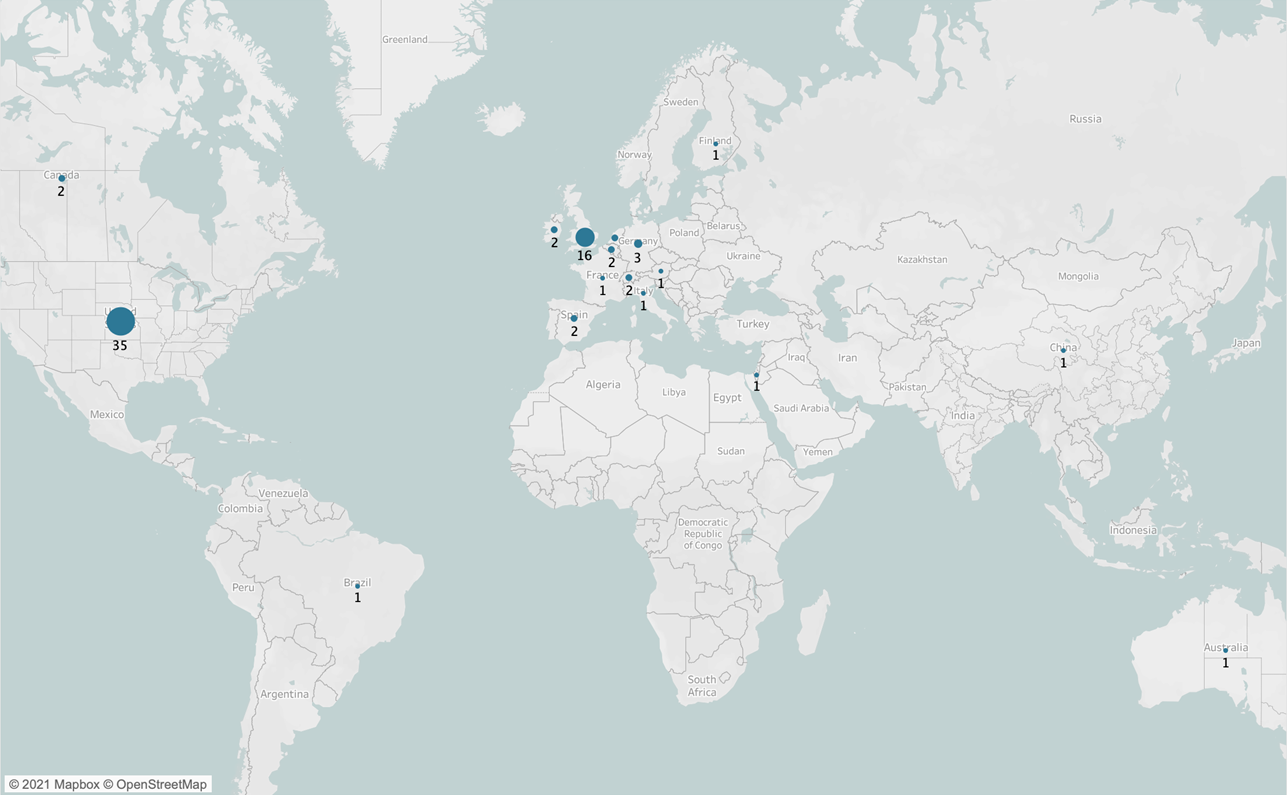 Greenland
Sweden
Russia
Finland
1
Norway
Canada
2
Belarus
Poland
2
16
Germany
3
2
Ukraine
Kazakhstan
Mongolia
France
1
2
Italy
1
1
United
35
Spain
2
Turkey
Japan
China
1
Iraq
Iran
1
Pakistan
Algeria
Libya
Egypt
Saudi Arabia
India
Mexico
Sudan
Yemen
Venezuela
Colombia
Democratic
Republic
of Congo
Indonesia
Peru
Brazil
1
Australia
1
South
Africa
Argentina
© 2021 Mapbox © OpenStreetMap